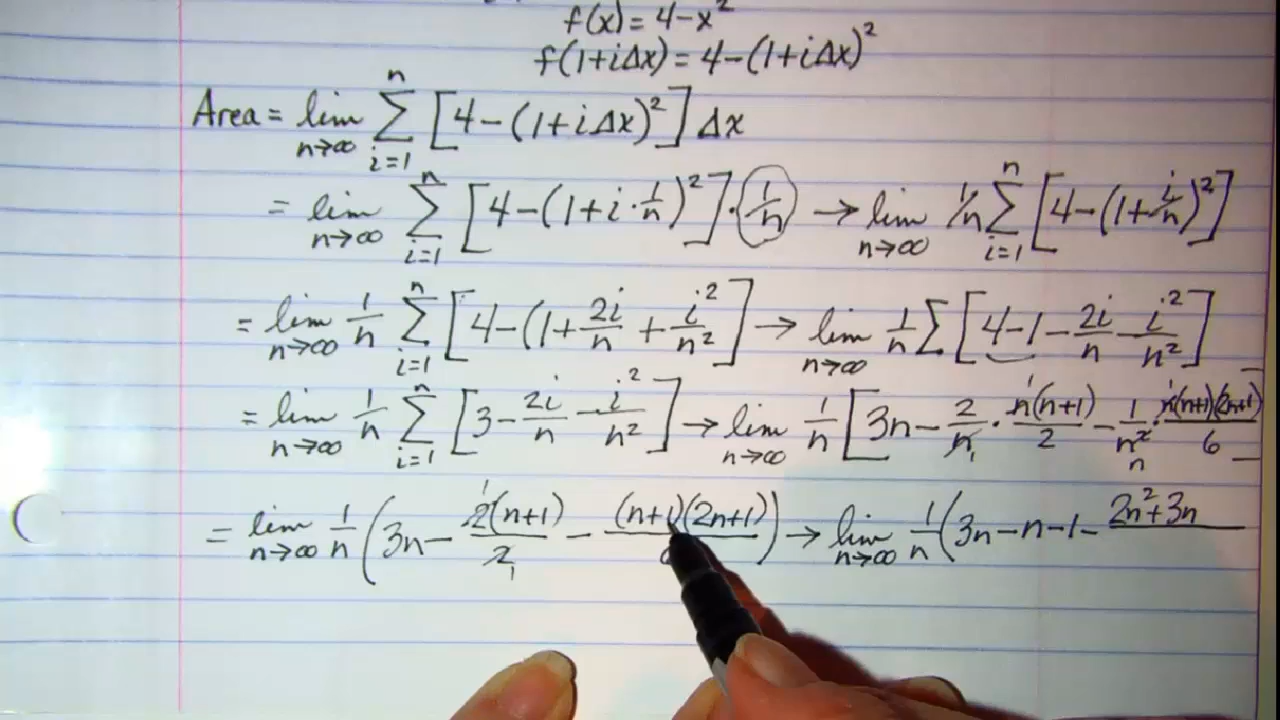 f(x) = 4 - x²
f(1+iΔx) = 4 - (1+iΔx)²
Area = lim n→∞ ∑ i=1 n [4 - (1+iΔx)²] Δx
= lim n→∞ ∑ i=1 n [4 - (1+i·1/n)²]·(1/n) → lim n→∞ 1/n ∑ i=1 n [4 - (1+i/n)²]
= lim n→∞ 1/n ∑ i=1 n [4 - (1 + 2i/n + i²/n²] → lim n→∞ 1/n ∑ [4 - 1 - 2i/n - i²/n²]
= lim n→∞ 1/n ∑ i=1 n [3 - 2i/n - i²/n²] → lim n→∞ 1/n [3n - 2/n · n(n+1)/2 - 1/n² · n(n+1)(2n+1)/6]
= lim n→∞ 1/n (3n - 2(n+1)/2 - (n+1)(2n+1)) → lim n→∞ 1/n (3n - n - 1 - 2n² + 3n